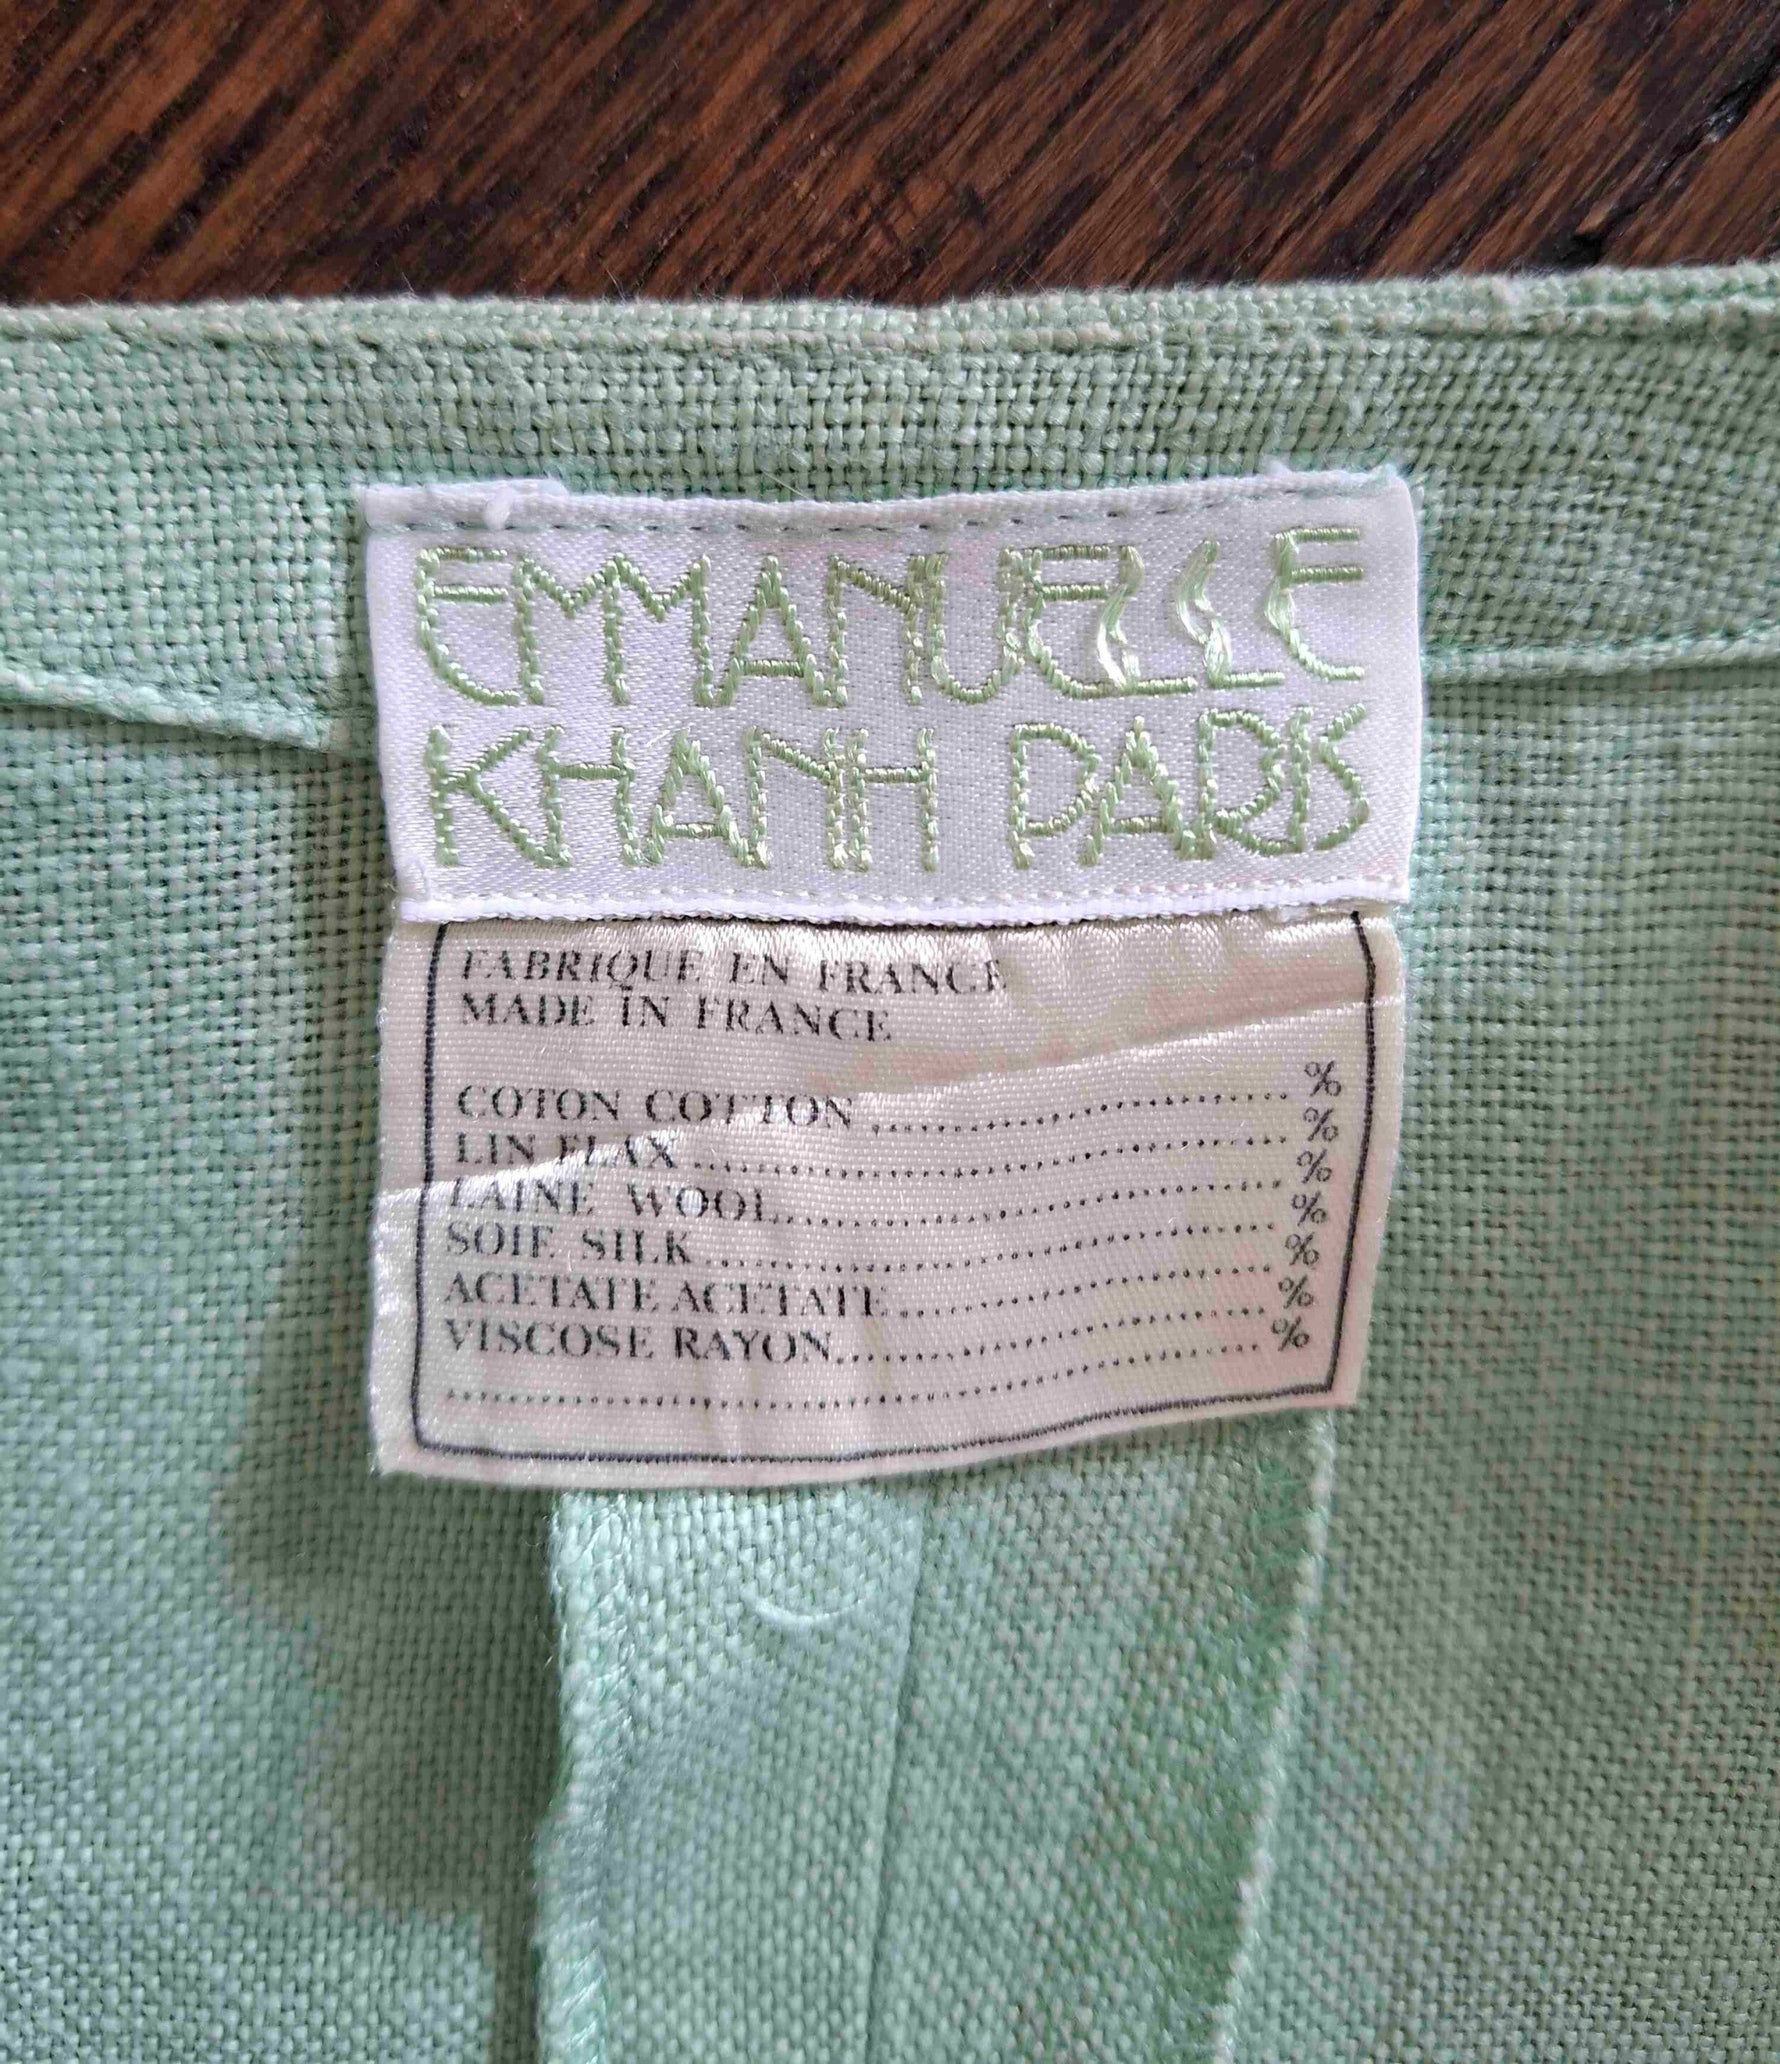 EMMANUELLE
KHANH PARIS
FABRIQUE EN FRANCE
MADE IN FRANCE
COTON COTTON .............................. %
LIN FLAX .............................. %
LAINE WOOL .............................. %
SOIE SILK .............................. %
ACETATE ACETATE .............................. %
VISCOSE RAYON .............................. %
.............................. %